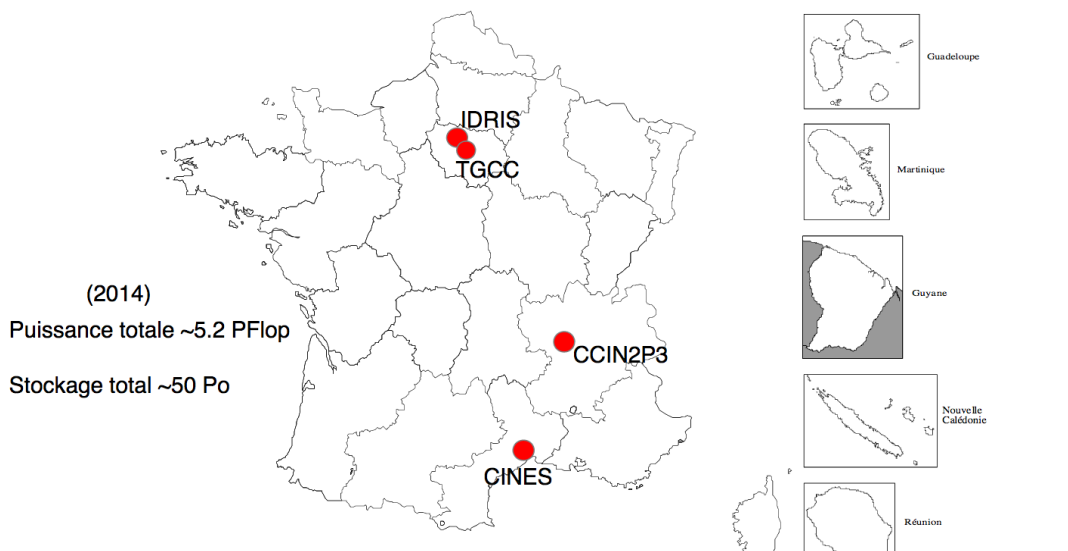 IDRIS
TGCC
(2014)
Puissance totale ~5.2 PFlop
Stockage total ~50 Po
CCIN2P3
CINES
Guadeloupe
Martinique
Guyane
Nouvelle
Calédonie
P
Réunion